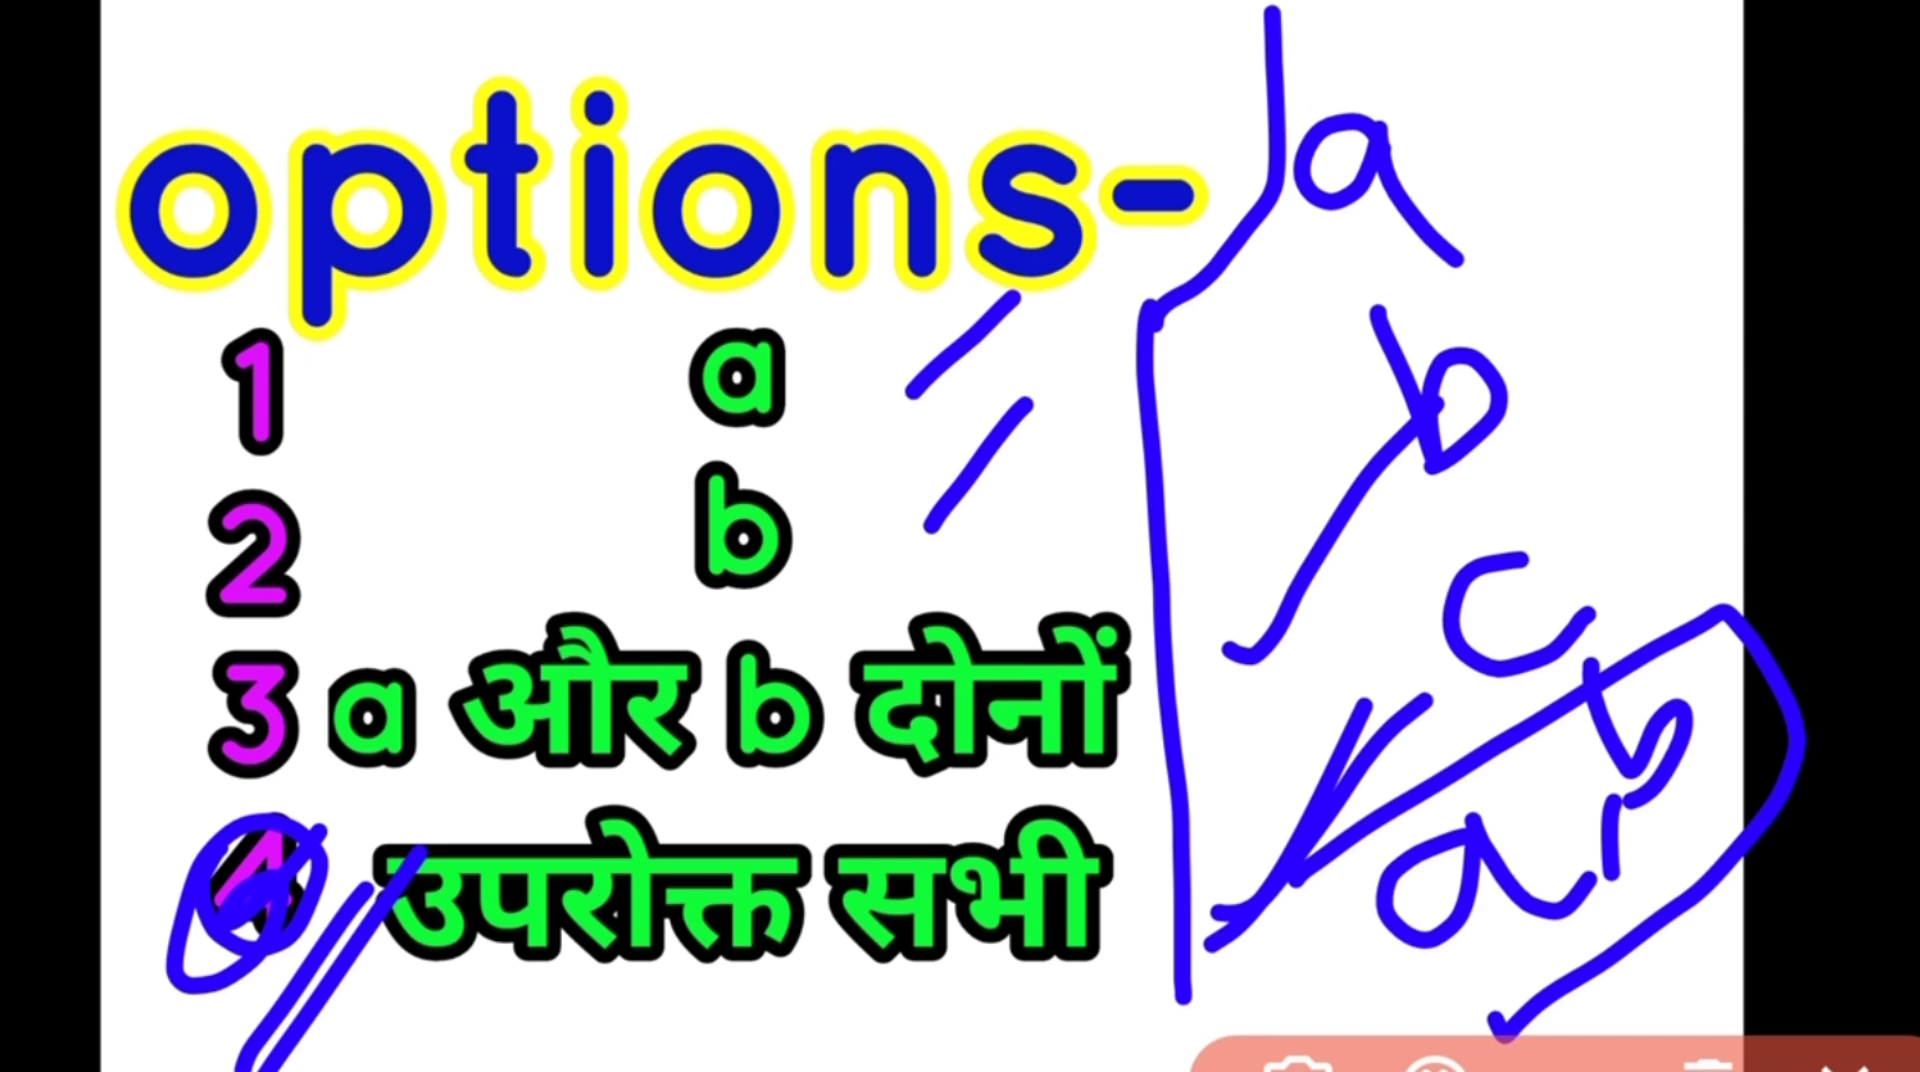 options-
1 a
2 b
3 a और b दोनों
4 उपरोक्त सभी
a
b
c